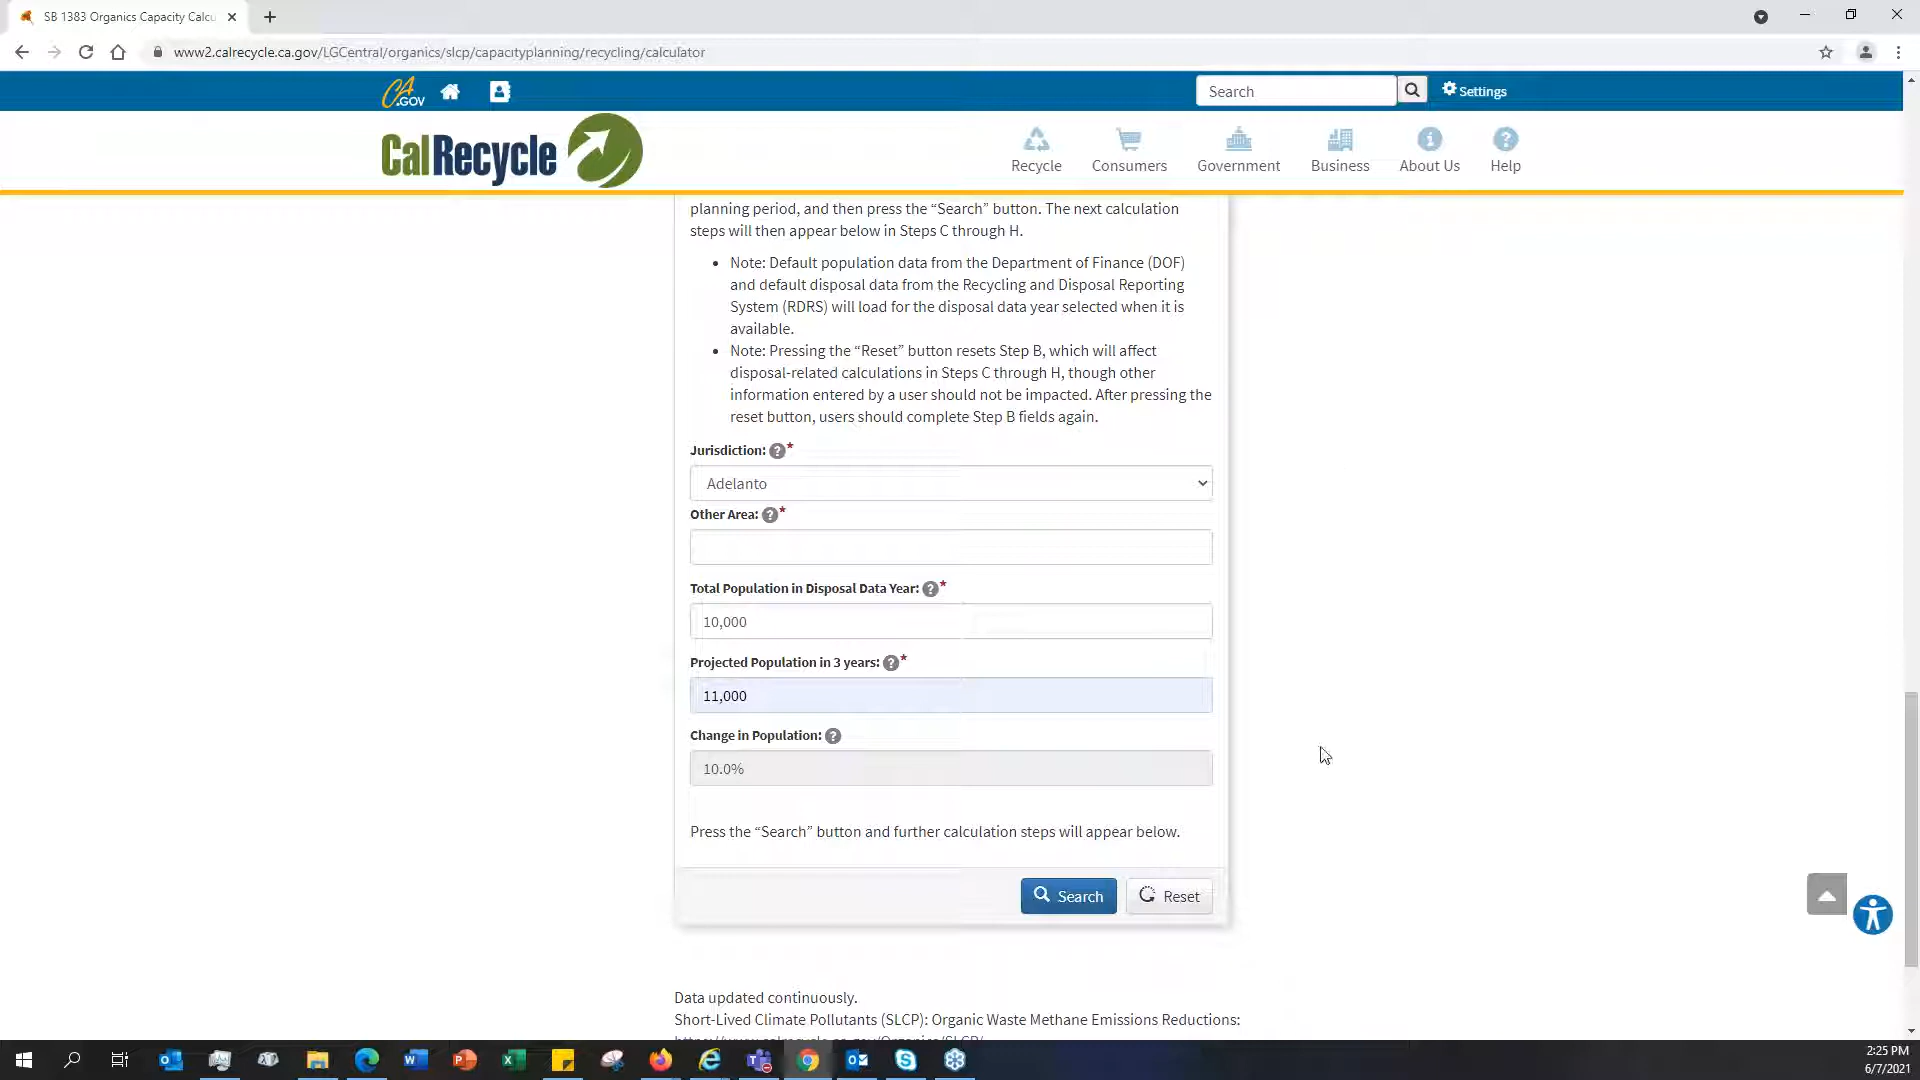 SB 1383 Organics Capacity Calcu
www2.calrecycle.ca.gov/LGCentral/organics/slcp/capacityplanning/recycling/calculator
CA.GOV
Search
Settings
CalRecycle
Recycle
Consumers
Government
Business
About Us
Help
planning period, and then press the “Search” button. The next calculation
steps will then appear below in Steps C through H.
• Note: Default population data from the Department of Finance (DOF)
and default disposal data from the Recycling and Disposal Reporting
System (RDRS) will load for the disposal data year selected when it is
available.
• Note: Pressing the “Reset” button resets Step B, which will affect
disposal-related calculations in Steps C through H, though other
information entered by a user should not be impacted. After pressing the
reset button, users should complete Step B fields again.
Jurisdiction: ? *
Adelanto
Other Area: ? *
Total Population in Disposal Data Year: ? *
10,000
Projected Population in 3 years: ? *
11,000
Change in Population: ?
10.0%
Press the “Search” button and further calculation steps will appear below.
Search
Reset
Data updated continuously.
Short-Lived Climate Pollutants (SLCP): Organic Waste Methane Emissions Reductions:
2:25 PM
6/7/2021